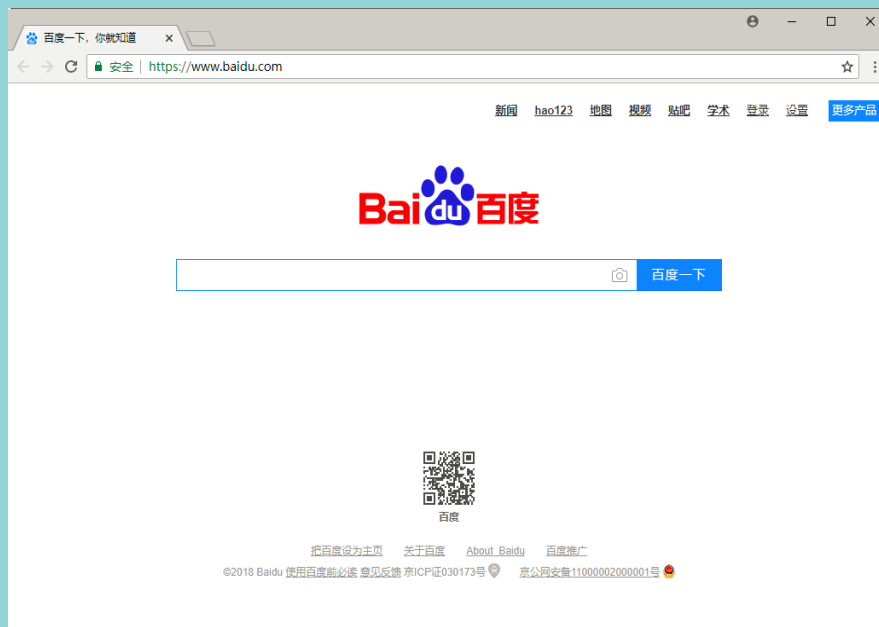 百度一下，你就知道
安全 https://www.baidu.com
新闻 hao123 地图 视频 贴吧 学术 登录 设置 更多产品
Bai du 百度
百度一下
百度
把百度设为主页 关于百度 About Baidu 百度推广
©2018 Baidu 使用百度前必读 意见反馈 京ICP证030173号 京公网安备11000002000001号